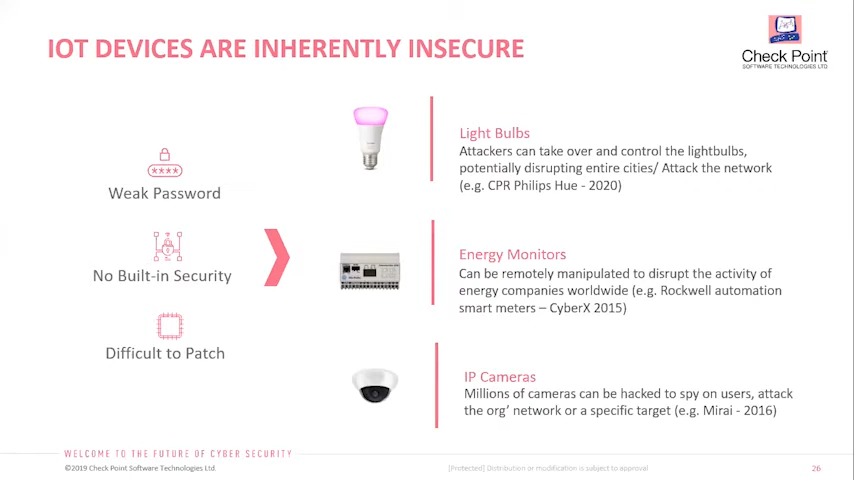 IOT DEVICES ARE INHERENTLY INSECURE
Check Point
SOFTWARE TECHNOLOGIES LTD
****
Weak Password
No Built-in Security
Difficult to Patch
Light Bulbs
Attackers can take over and control the lightbulbs,
potentially disrupting entire cities/ Attack the network
(e.g. CPR Philips Hue - 2020)
Energy Monitors
Can be remotely manipulated to disrupt the activity of
energy companies worldwide (e.g. Rockwell automation
smart meters – CyberX 2015)
IP Cameras
Millions of cameras can be hacked to spy on users, attack
the org’ network or a specific target (e.g. Mirai - 2016)
WELCOME TO THE FUTURE OF CYBER SECURITY
©2019 Check Point Software Technologies Ltd.
[Protected] Distribution or modification is subject to approval
26